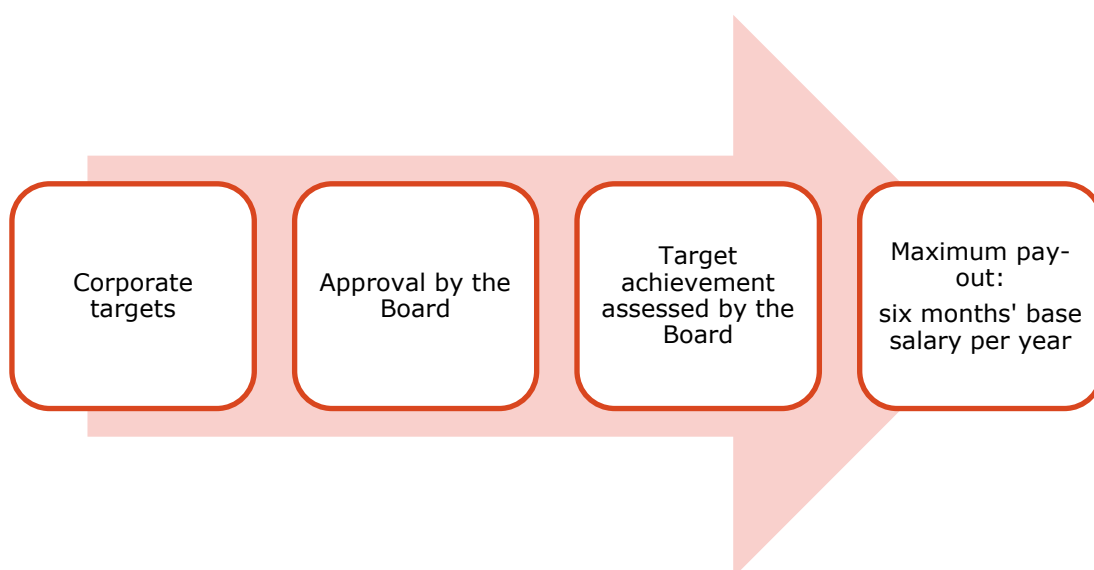 Corporate
targets
Approval by the
Board
Target
achievement
assessed by the
Board
Maximum pay-
out:
six months' base
salary per year